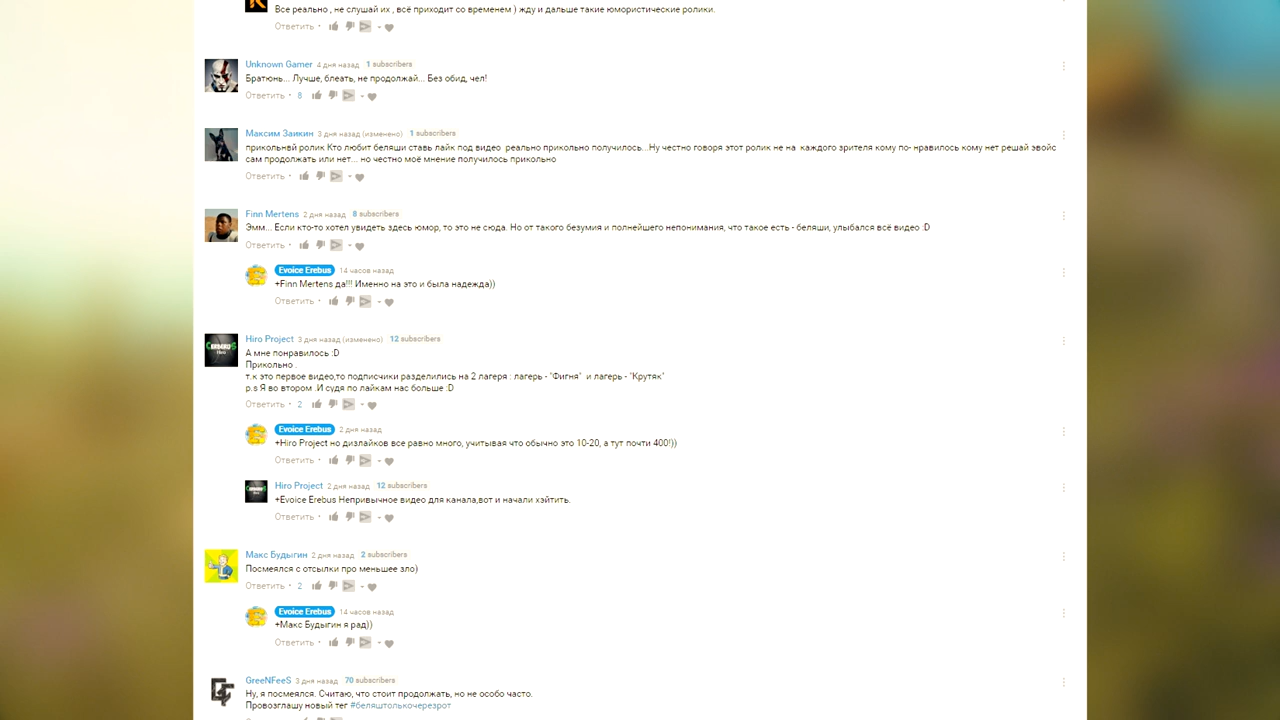 Все реально , не слушай их , всё приходит со временем ) жду и дальше такие юмористические ролики.
Ответить
Unknown Gamer 4 дня назад 1 subscribers
Братюнь... Лучше, блеать, не продолжай... Без обид, чел!
Ответить · 8
Максим Заикин 3 дня назад (изменено) 1 subscribers
прикольнвй ролик Кто любит беляши ставь лайк под видео реально прикольно получилось...Ну честно говоря этот ролик не на каждого зрителя кому по- нравилось кому нет решай эвойс
сам продолжать или нет... но честно моё мнение получилось прикольно
Ответить ·
Finn Mertens 2 дня назад 8 subscribers
Эмм... Если кто-то хотел увидеть здесь юмор, то это не сюда. Но от такого безумия и полнейшего непонимания, что такое есть - беляши, улыбался всё видео :D
Ответить ·
Evoice Erebus 14 часов назад
+Finn Mertens да!!! Именно на это и была надежда))
Ответить ·
Hiro Project 3 дня назад (изменено) 12 subscribers
А мне понравилось :D
Прикольно .
т.к это первое видео,то подписчики разделились на 2 лагеря : лагерь - "Фигня" и лагерь - "Крутяк"
p.s Я во втором .И судя по лайкам нас больше :D
Ответить · 2
Evoice Erebus 2 дня назад
+Hiro Project но дизлайков все равно много, учитывая что обычно это 10-20, а тут почти 400!))
Ответить ·
Hiro Project 2 дня назад 12 subscribers
+Evoice Erebus Непривычное видео для канала,вот и начали хэйтить.
Ответить ·
Макс Будыгин 2 дня назад 2 subscribers
Посмеялся с отсылки про меньшее зло)
Ответить · 2
Evoice Erebus 14 часов назад
+Макс Будыгин я рад))
Ответить ·
GreeNFeeS 3 дня назад 70 subscribers
Ну, я посмеялся. Считаю, что стоит продолжать, но не особо часто.
Провозглашу новый тег #беляштолькочерезрот